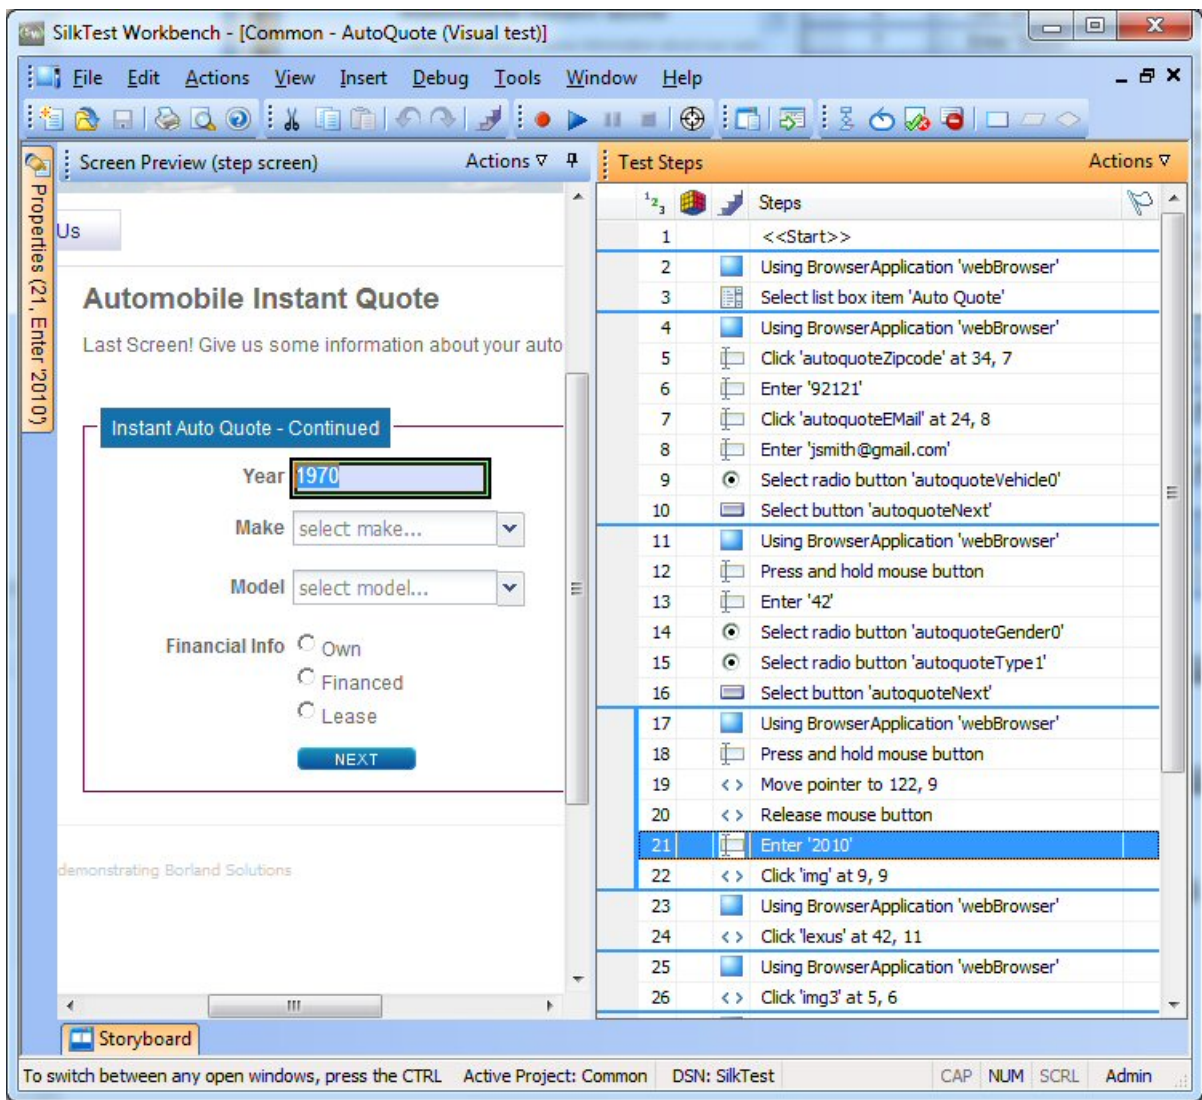 SilkTest Workbench - [Common - AutoQuote (Visual test)]
File Edit Actions View Insert Debug Tools Window Help
Properties (21, Enter '2010')
Screen Preview (step screen) Actions
Us
Automobile Instant Quote
Last Screen! Give us some information about your auto
Instant Auto Quote - Continued
Year 1970
Make select make...
Model select model...
Financial Info Own
Financed
Lease
NEXT
demonstrating Borland Solutions
Storyboard
Test Steps Actions
Steps
1 <<Start>>
2 Using BrowserApplication 'webBrowser'
3 Select list box item 'Auto Quote'
4 Using BrowserApplication 'webBrowser'
5 Click 'autoquoteZipcode' at 34, 7
6 Enter '92121'
7 Click 'autoquoteEMail' at 24, 8
8 Enter 'jsmith@gmail.com'
9 Select radio button 'autoquoteVehicle0'
10 Select button 'autoquoteNext'
11 Using BrowserApplication 'webBrowser'
12 Press and hold mouse button
13 Enter '42'
14 Select radio button 'autoquoteGender0'
15 Select radio button 'autoquoteType1'
16 Select button 'autoquoteNext'
17 Using BrowserApplication 'webBrowser'
18 Press and hold mouse button
19 Move pointer to 122, 9
20 Release mouse button
21 Enter '2010'
22 Click 'img' at 9, 9
23 Using BrowserApplication 'webBrowser'
24 Click 'lexus' at 42, 11
25 Using BrowserApplication 'webBrowser'
26 Click 'img3' at 5, 6
To switch between any open windows, press the CTRL Active Project: Common DSN: SilkTest CAP NUM SCRL Admin